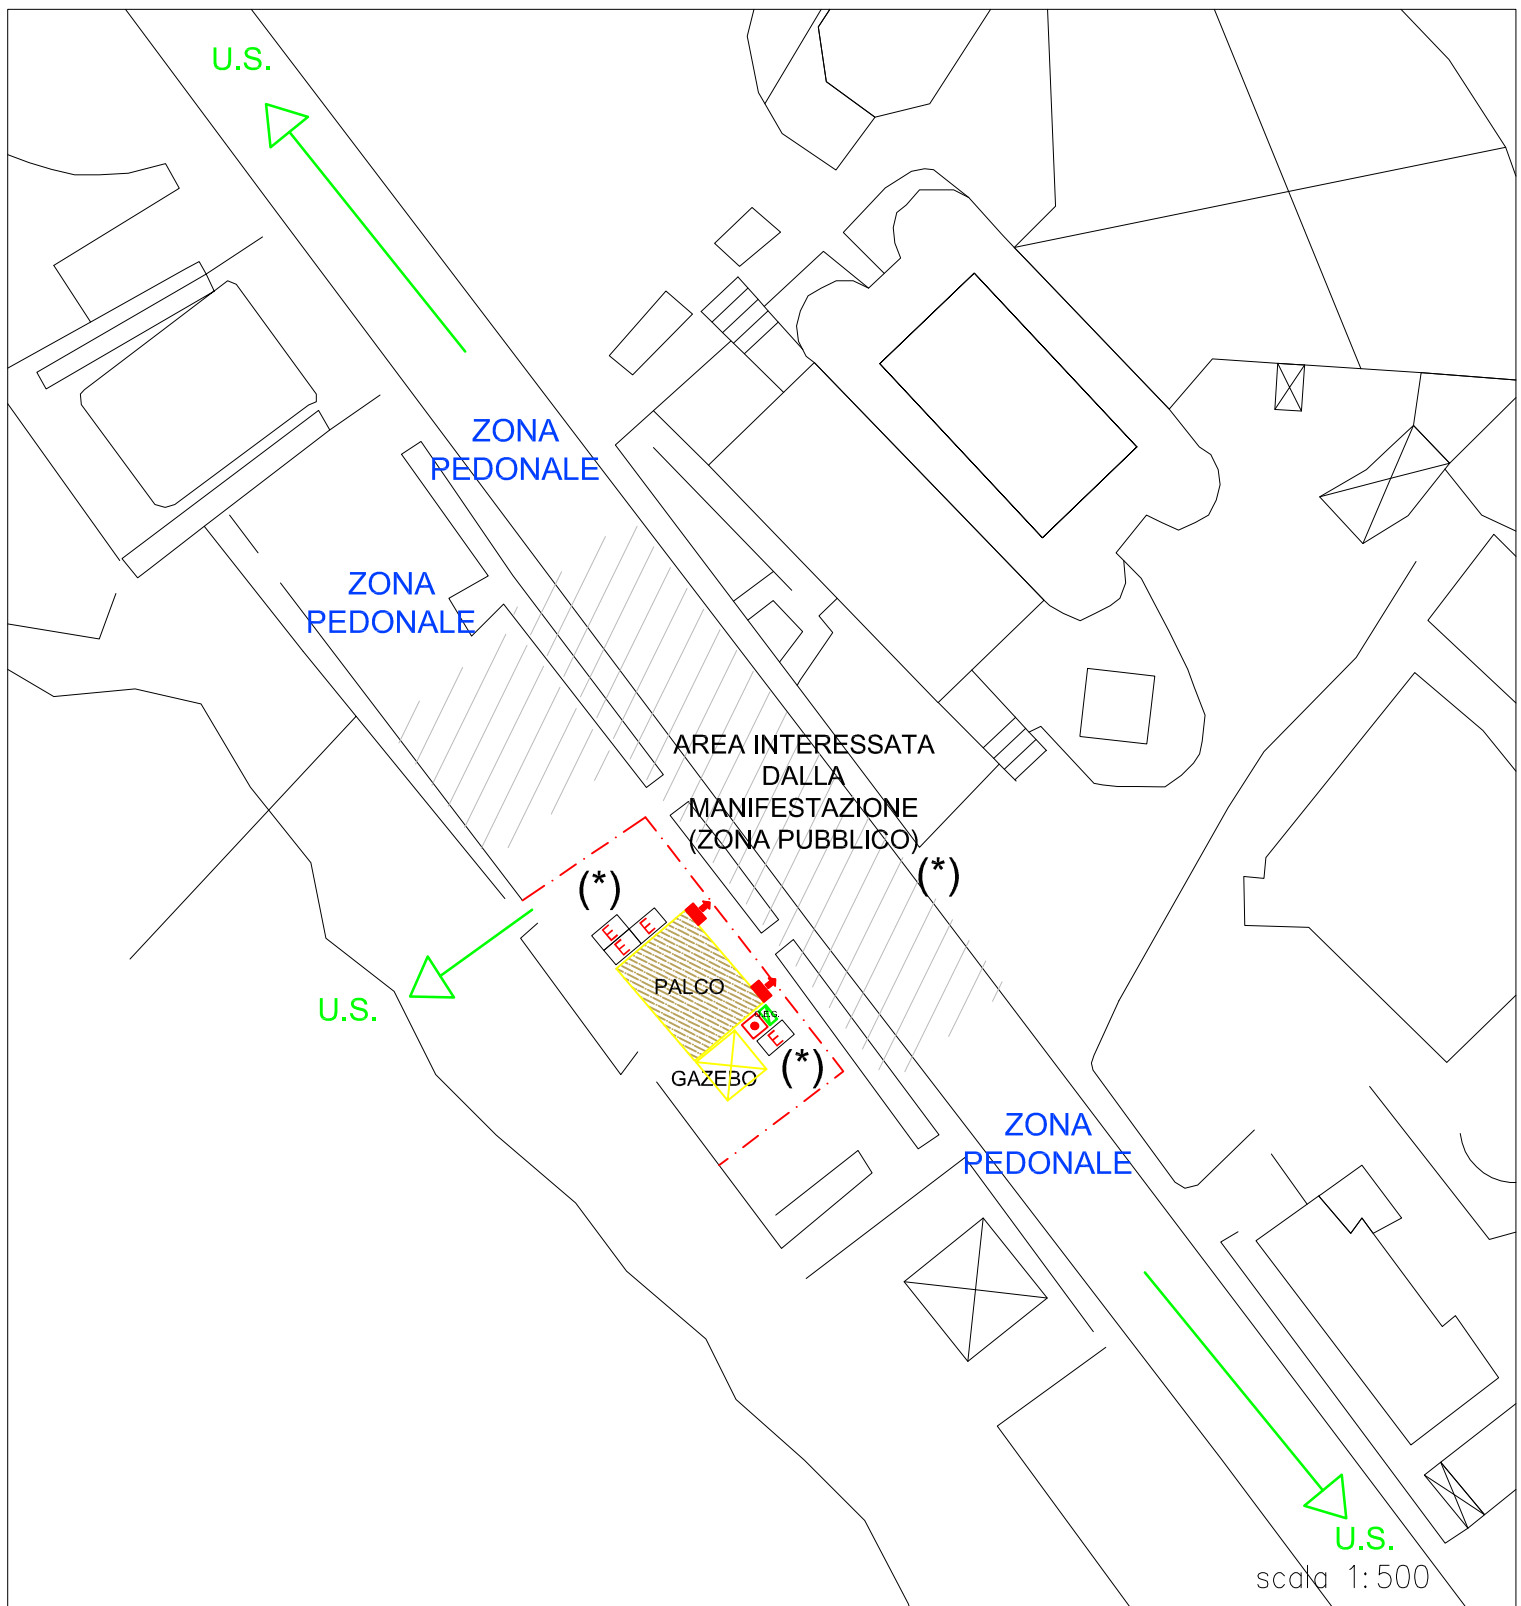 U.S.
ZONA
PEDONALE
ZONA
PEDONALE
AREA INTERESSATA
DALLA
MANIFESTAZIONE
(ZONA PUBBLICO)
(*)
(*)
E
E
E
PALCO
Q.E.G.
E
U.S.
(*)
GAZEBO
ZONA
PEDONALE
U.S.
scala 1:500